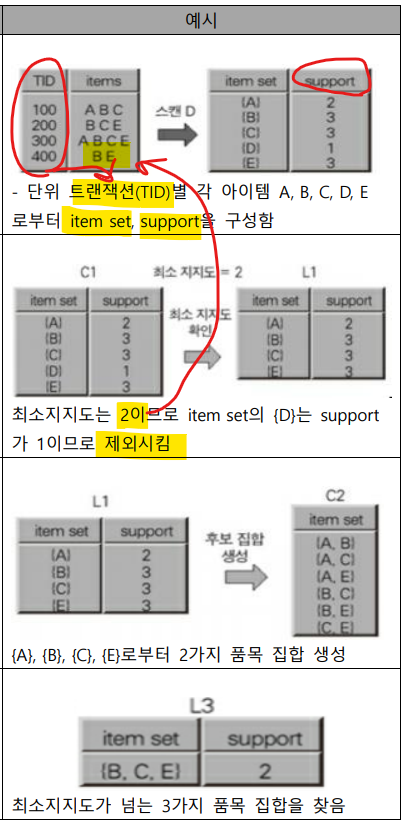 예시
TID items
100 A B C
200 B C E
300 A B C E
400 B E
스캔 D
item set support
{A} 2
{B} 3
{C} 3
{D} 1
{E} 3
- 단위 트랜잭션(TID)별 각 아이템 A, B, C, D, E
로부터 item set, support을 구성함
C1 최소 지지도 = 2 L1
item set support
{A} 2
{B} 3
{C} 3
{D} 1
{E} 3
최소 지지도
확인
item set support
{A} 2
{B} 3
{C} 3
{E} 3
최소지지도는 2이므로 item set의 {D}는 support
가 1이므로 제외시킴
L1
item set support
{A} 2
{B} 3
{C} 3
{E} 3
후보 집합
생성
C2
item set
{A, B}
{A, C}
{A, E}
{B, C}
{B, E}
{C, E}
{A}, {B}, {C}, {E}로부터 2가지 품목 집합 생성
L3
item set support
{B, C, E} 2
최소지지도가 넘는 3가지 품목 집합을 찾음